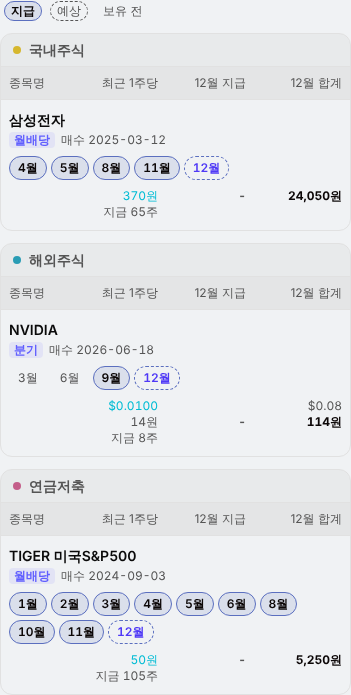 지급 예상 보유 전
국내주식
종목명 최근 1주당 12월 지급 12월 합계
삼성전자
월배당 매수 2025-03-12
4월 5월 8월 11월 12월
370원 - 24,050원
지금 65주
해외주식
종목명 최근 1주당 12월 지급 12월 합계
NVIDIA
분기 매수 2026-06-18
3월 6월 9월 12월
$0.0100 $0.08
14원 - 114원
지금 8주
연금저축
종목명 최근 1주당 12월 지급 12월 합계
TIGER 미국S&P500
월배당 매수 2024-09-03
1월 2월 3월 4월 5월 6월 8월
10월 11월 12월
50원 - 5,250원
지금 105주